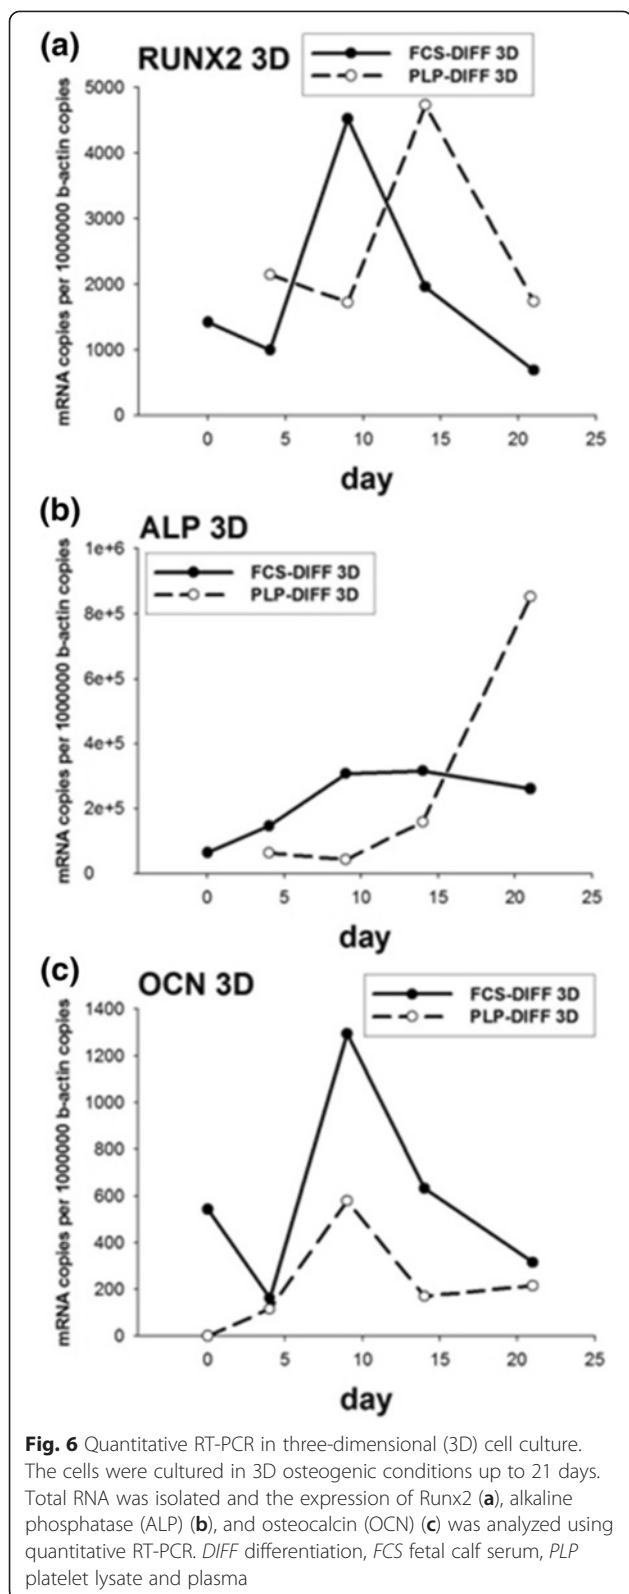 (a)
RUNX2 3D
FCS-DIFF 3D
PLP-DIFF 3D
mRNA copies per 1000000 b-actin copies
5000
4000
3000
2000
1000
0
0 5 10 15 20 25
day
(b)
ALP 3D
FCS-DIFF 3D
PLP-DIFF 3D
mRNA copies per 1000000 b-actin copies
1e+6
8e+5
6e+5
4e+5
2e+5
0
0 5 10 15 20 25
day
(c)
OCN 3D
FCS-DIFF 3D
PLP-DIFF 3D
mRNA copies per 1000000 b-actin copies
1400
1200
1000
800
600
400
200
0
0 5 10 15 20 25
day
Fig. 6 Quantitative RT-PCR in three-dimensional (3D) cell culture.
The cells were cultured in 3D osteogenic conditions up to 21 days.
Total RNA was isolated and the expression of Runx2 (a), alkaline
phosphatase (ALP) (b), and osteocalcin (OCN) (c) was analyzed using
quantitative RT-PCR. DIFF differentiation, FCS fetal calf serum, PLP
platelet lysate and plasma